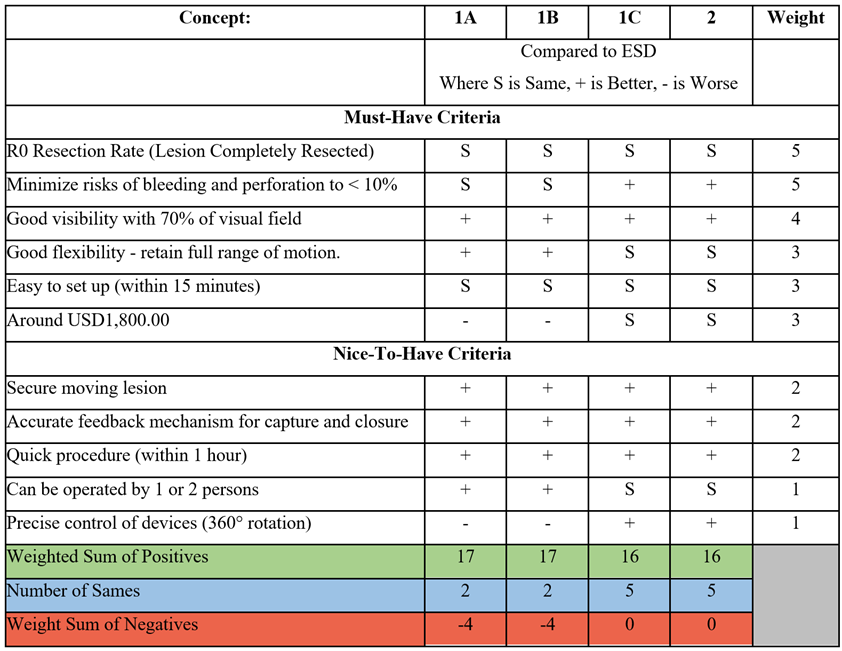 Concept: 1A 1B 1C 2 Weight
Compared to ESD
Where S is Same, + is Better, - is Worse
Must-Have Criteria
R0 Resection Rate (Lesion Completely Resected) S S S S 5
Minimize risks of bleeding and perforation to < 10% S S + + 5
Good visibility with 70% of visual field + + + + 4
Good flexibility - retain full range of motion. + + S S 3
Easy to set up (within 15 minutes) S S S S 3
Around USD1,800.00 - - S S 3
Nice-To-Have Criteria
Secure moving lesion + + + + 2
Accurate feedback mechanism for capture and closure + + + + 2
Quick procedure (within 1 hour) + + + + 2
Can be operated by 1 or 2 persons + + S S 1
Precise control of devices (360° rotation) - - + + 1
Weighted Sum of Positives 17 17 16 16
Number of Sames 2 2 5 5
Weight Sum of Negatives -4 -4 0 0